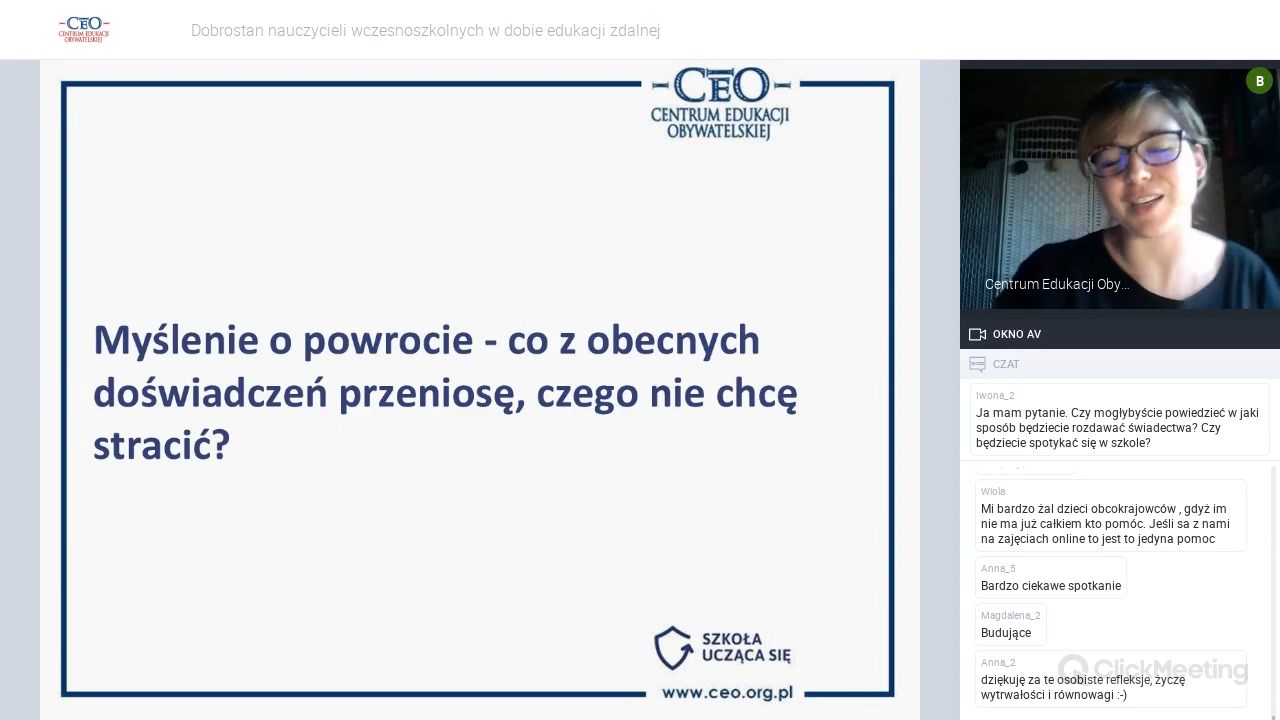 CEO
CENTRUM EDUKACJI
OBYWATELSKIEJ
Dobrostan nauczycieli wczesnoszkolnych w dobie edukacji zdalnej
CEO
CENTRUM EDUKACJI
OBYWATELSKIEJ
Myślenie o powrocie - co z obecnych
doświadczeń przeniosę, czego nie chcę
stracić?
SZKOŁA
UCZĄCA SIĘ
www.ceo.org.pl
B
Centrum Edukacji Oby...
OKNO AV
CZAT
Iwona_2
Ja mam pytanie. Czy mogłybyście powiedzieć w jaki
sposób będziecie rozdawać świadectwa? Czy
będziecie spotykać się w szkole?
Wiola
Mi bardzo żal dzieci obcokrajowców , gdyż im
nie ma już całkiem kto pomóc. Jeśli sa z nami
na zajęciach online to jest to jedyna pomoc
Anna_5
Bardzo ciekawe spotkanie
Magdalena_2
Budujące
Anna_2
dziękuję za te osobiste refleksje, życzę
wytrwałości i równowagi :-)
ClickMeeting